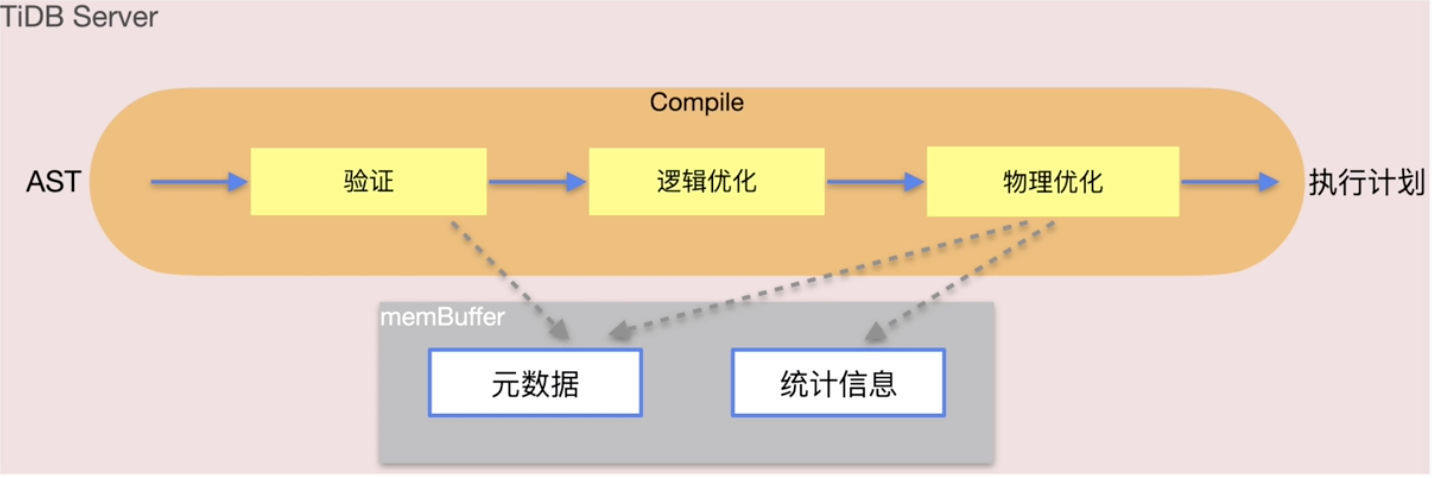 TiDB Server
Compile
AST
验证
逻辑优化
物理优化
执行计划
memBuffer
元数据
统计信息